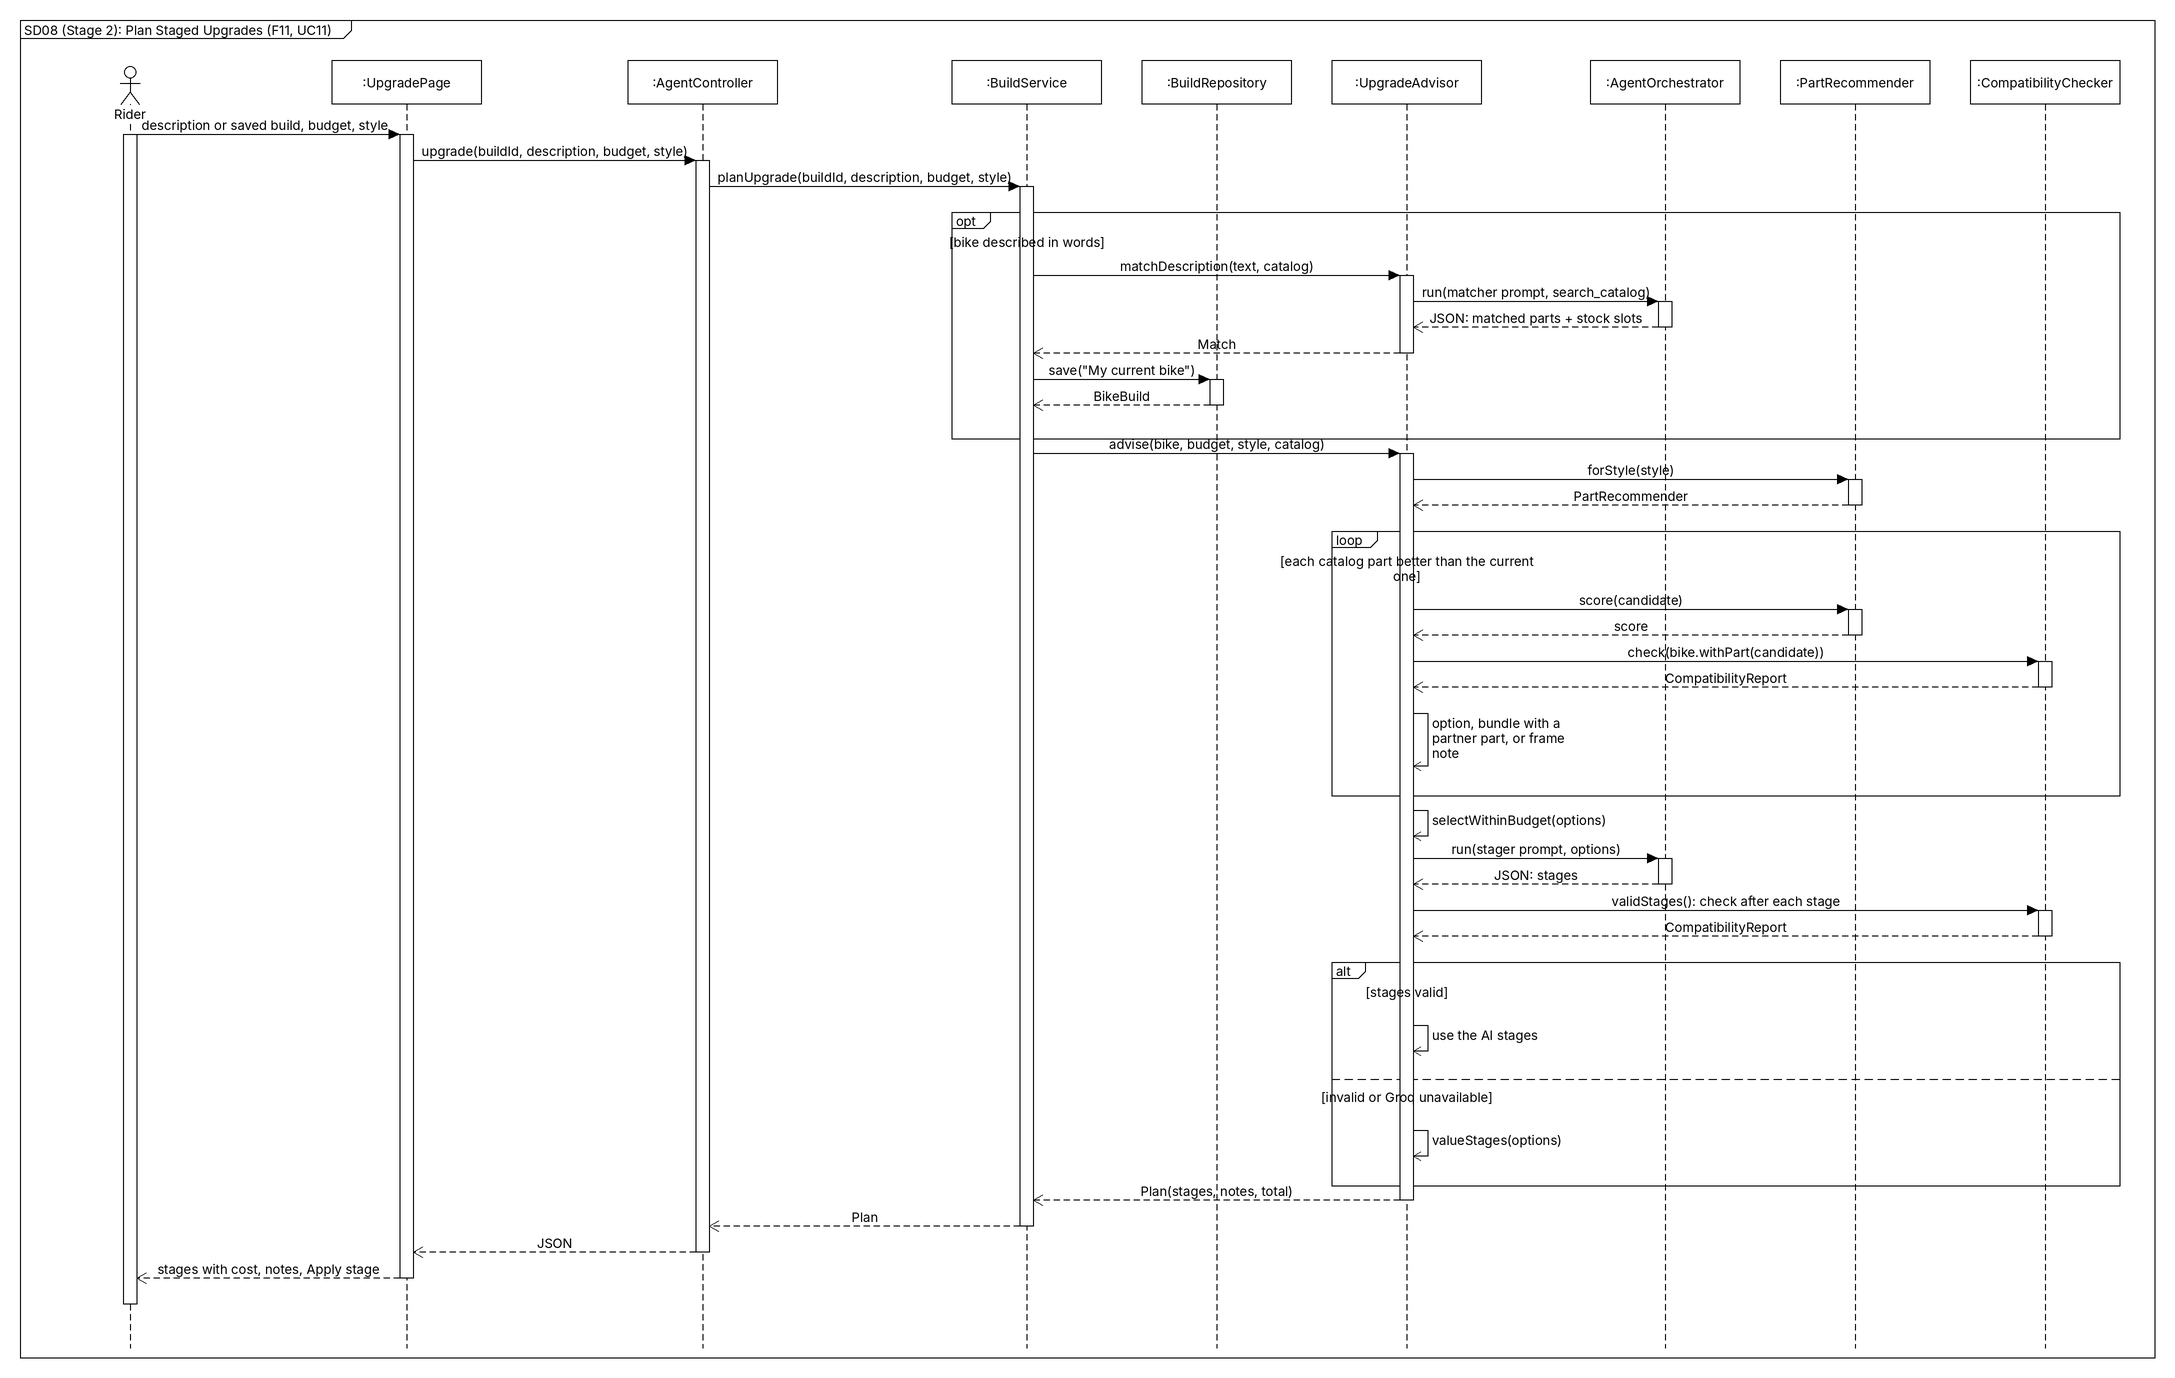 SD08 (Stage 2): Plan Staged Upgrades (F11, UC11)
Rider
:UpgradePage
:AgentController
:BuildService
:BuildRepository
:UpgradeAdvisor
:AgentOrchestrator
:PartRecommender
:CompatibilityChecker
description or saved build, budget, style
upgrade(buildId, description, budget, style)
planUpgrade(buildId, description, budget, style)
opt
[bike described in words]
matchDescription(text, catalog)
run(matcher prompt, search_catalog)
JSON: matched parts + stock slots
Match
save("My current bike")
BikeBuild
advise(bike, budget, style, catalog)
forStyle(style)
PartRecommender
loop
[each catalog part better than the current
one]
score(candidate)
score
check(bike.withPart(candidate))
CompatibilityReport
option, bundle with a
partner part, or frame
note
selectWithinBudget(options)
run(stager prompt, options)
JSON: stages
validStages(): check after each stage
CompatibilityReport
alt
[stages valid]
use the AI stages
[invalid or Groq unavailable]
valueStages(options)
Plan(stages, notes, total)
Plan
JSON
stages with cost, notes, Apply stage